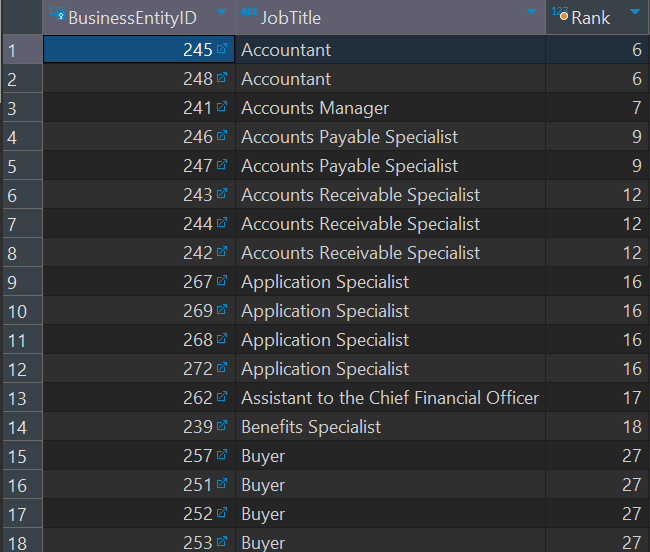 BusinessEntityID JobTitle Rank
1 245 Accountant 6
2 248 Accountant 6
3 241 Accounts Manager 7
4 246 Accounts Payable Specialist 9
5 247 Accounts Payable Specialist 9
6 243 Accounts Receivable Specialist 12
7 244 Accounts Receivable Specialist 12
8 242 Accounts Receivable Specialist 12
9 267 Application Specialist 16
10 269 Application Specialist 16
11 268 Application Specialist 16
12 272 Application Specialist 16
13 262 Assistant to the Chief Financial Officer 17
14 239 Benefits Specialist 18
15 257 Buyer 27
16 251 Buyer 27
17 252 Buyer 27
18 253 Buyer 27